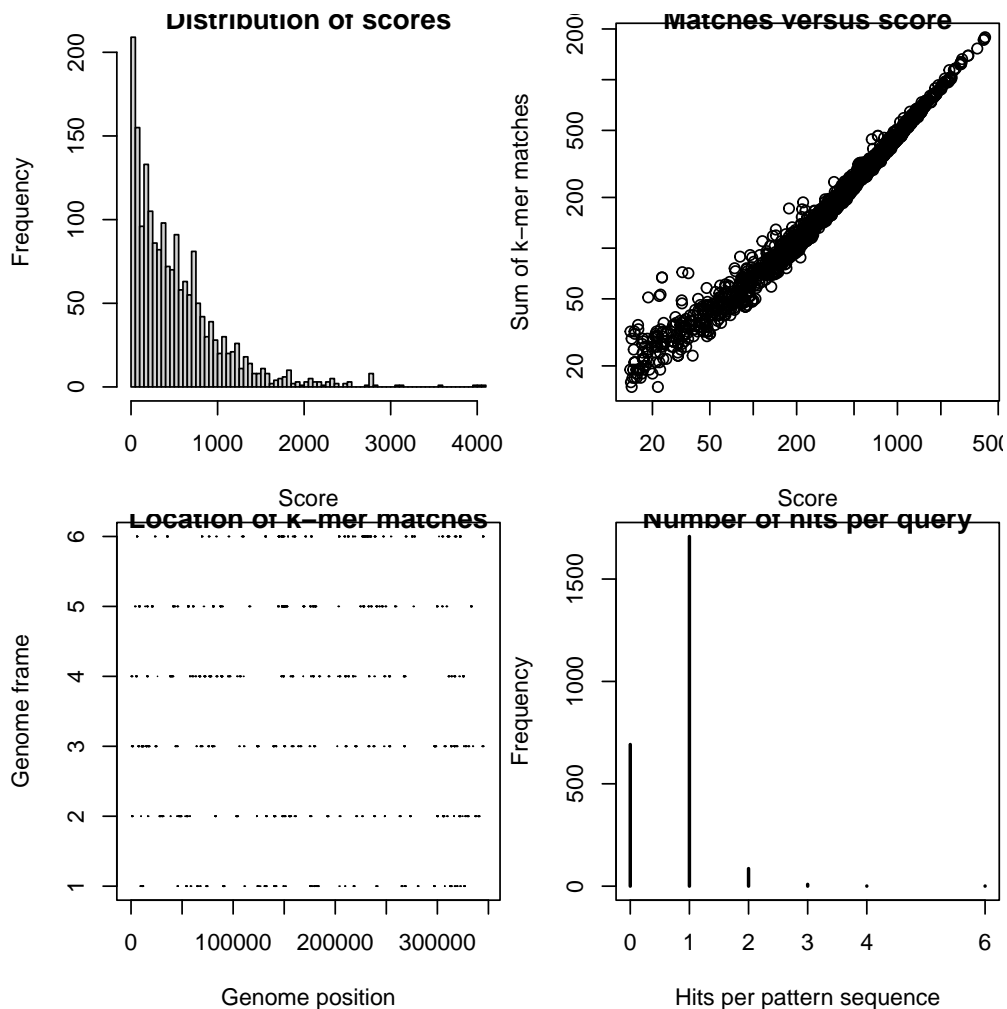 Distribution of scores
Frequency
200
150
100
50
0
0 1000 2000 3000 4000
Score
Matches versus score
Sum of k−mer matches
200
500
200
50
20
20 50 200 1000 500
Score
Location of k−mer matches
Genome frame
6
5
4
3
2
1
0 100000 200000 300000
Genome position
Number of hits per query
Frequency
1500
1000
500
0
0 1 2 3 4 6
Hits per pattern sequence